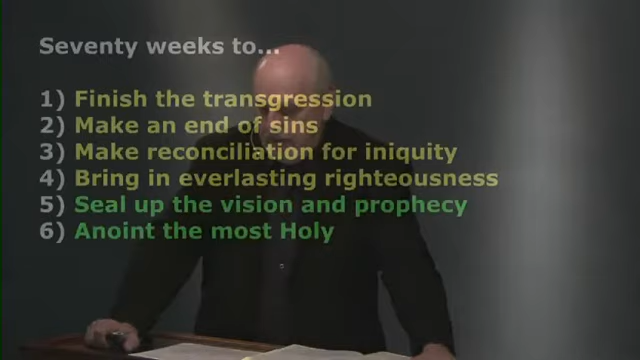 Seventy weeks to...
1) Finish the transgression
2) Make an end of sins
3) Make reconciliation for iniquity
4) Bring in everlasting righteousness
5) Seal up the vision and prophecy
6) Anoint the most Holy